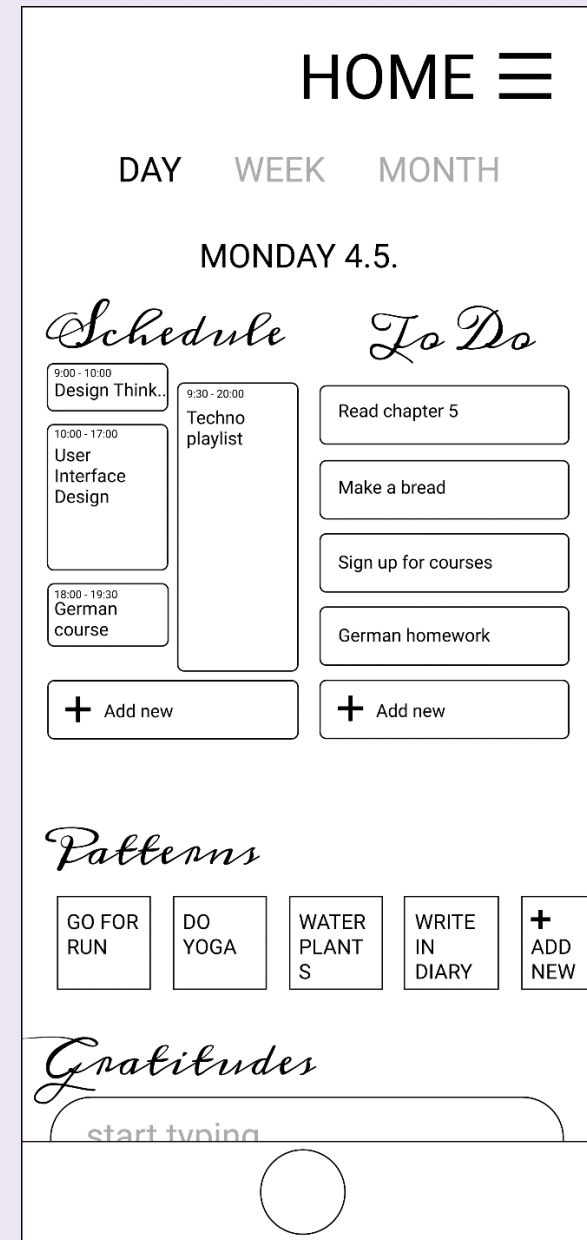 HOME
DAY WEEK MONTH
MONDAY 4.5.
Schedule
9:00 - 10:00
Design Think..
10:00 - 17:00
User
Interface
Design
18:00 - 19:30
German
course
9:30 - 20:00
Techno
playlist
+ Add new
To Do
Read chapter 5
Make a bread
Sign up for courses
German homework
+ Add new
Patterns
GO FOR
RUN
DO
YOGA
WATER
PLANT
S
WRITE
IN
DIARY
+
ADD
NEW
Gratitudes
start typing